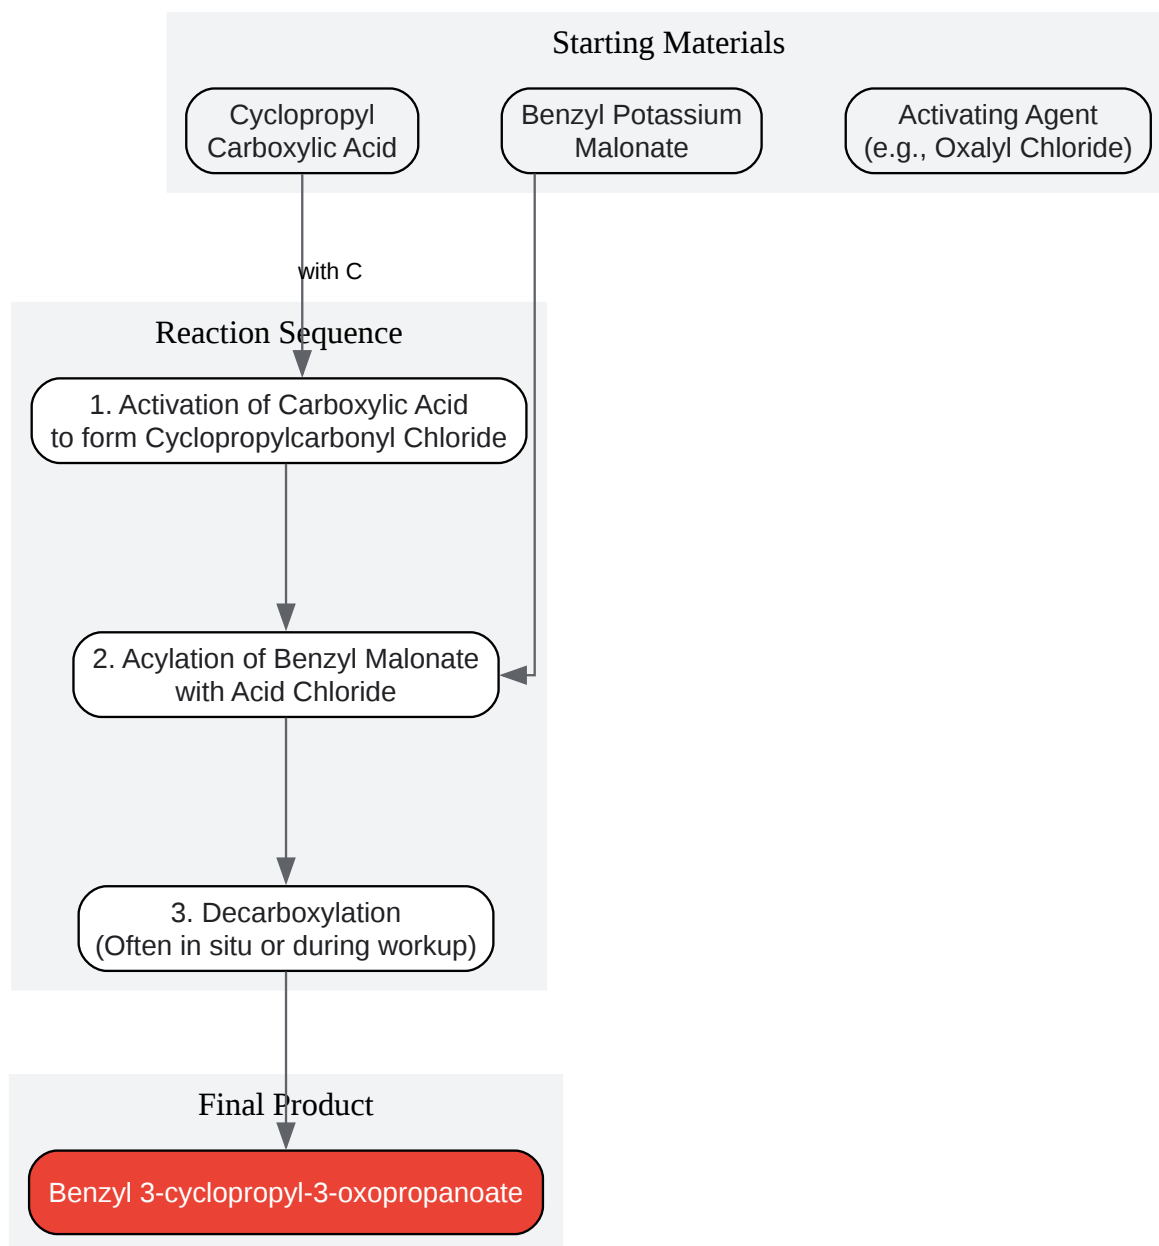 Starting Materials
Cyclopropyl
Carboxylic Acid
Benzyl Potassium
Malonate
Activating Agent
(e.g., Oxalyl Chloride)
with C
Reaction Sequence
1. Activation of Carboxylic Acid
to form Cyclopropylcarbonyl Chloride
2. Acylation of Benzyl Malonate
with Acid Chloride
3. Decarboxylation
(Often in situ or during workup)
Final Product
Benzyl 3-cyclopropyl-3-oxopropanoate